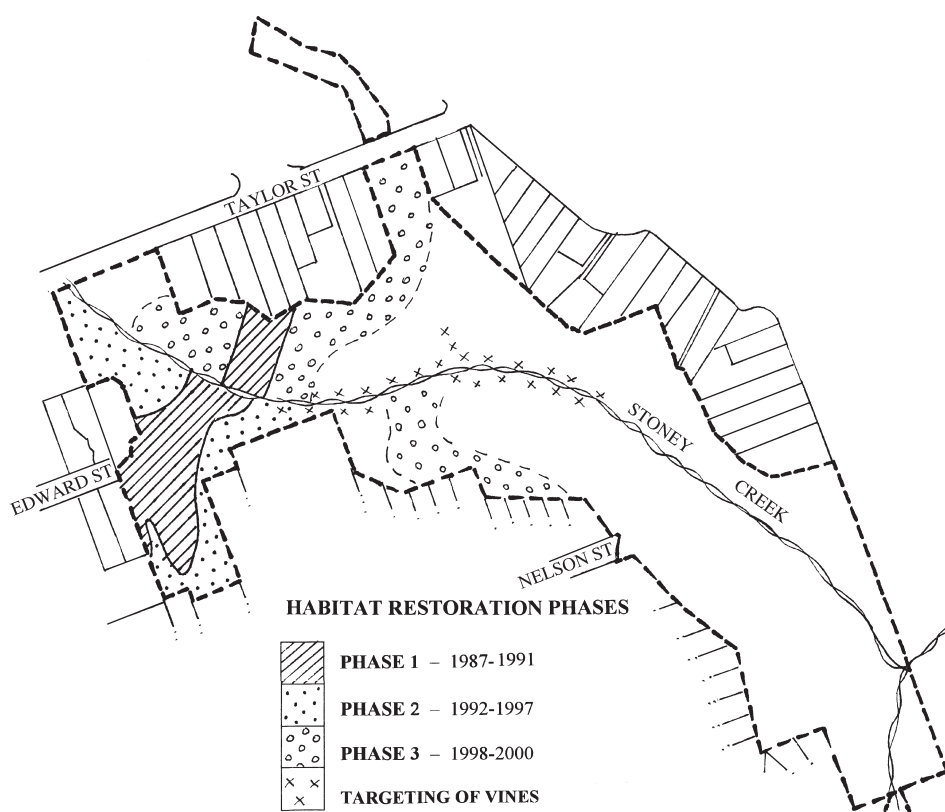 TAYLOR ST
EDWARD ST
STONEY
CREEK
NELSON ST
HABITAT RESTORATION PHASES
PHASE 1 – 1987-1991
PHASE 2 – 1992-1997
PHASE 3 – 1998-2000
TARGETING OF VINES